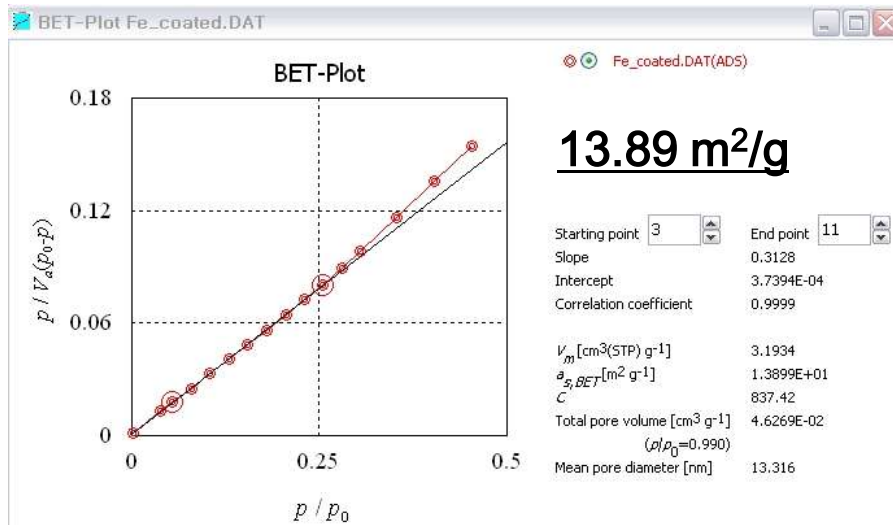 BET-Plot Fe_coated.DAT
BET-Plot
Fe_coated.DAT(ADS)
13.89 m²/g
0.18
0.12
0.06
0
0
0.25
0.5
p / Vₐ(p₀-p)
p / p₀
Starting point 3 End point 11
Slope 0.3128
Intercept 3.7394E-04
Correlation coefficient 0.9999
Vₘ[cm³(STP) g⁻¹] 3.1934
aₛ,BET[m² g⁻¹] 1.3899E+01
C 837.42
Total pore volume [cm³ g⁻¹] 4.6269E-02
(p/p₀=0.990)
Mean pore diameter [nm] 13.316